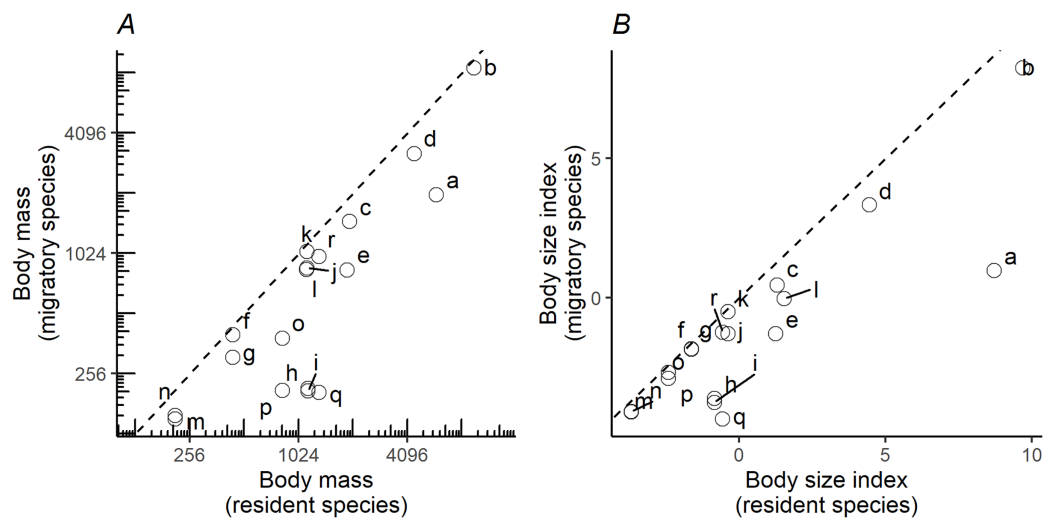 A
B
b
d
a
c
k
r
e
j
l
f
o
g
i
h
n
q
p
m
4096
1024
256
256
1024
4096
Body mass
(migratory species)
Body mass
(resident species)
b
d
a
c
l
r
k
f
g
j
e
o
i
n
p
h
m
q
5
0
0
5
10
Body size index
(migratory species)
Body size index
(resident species)